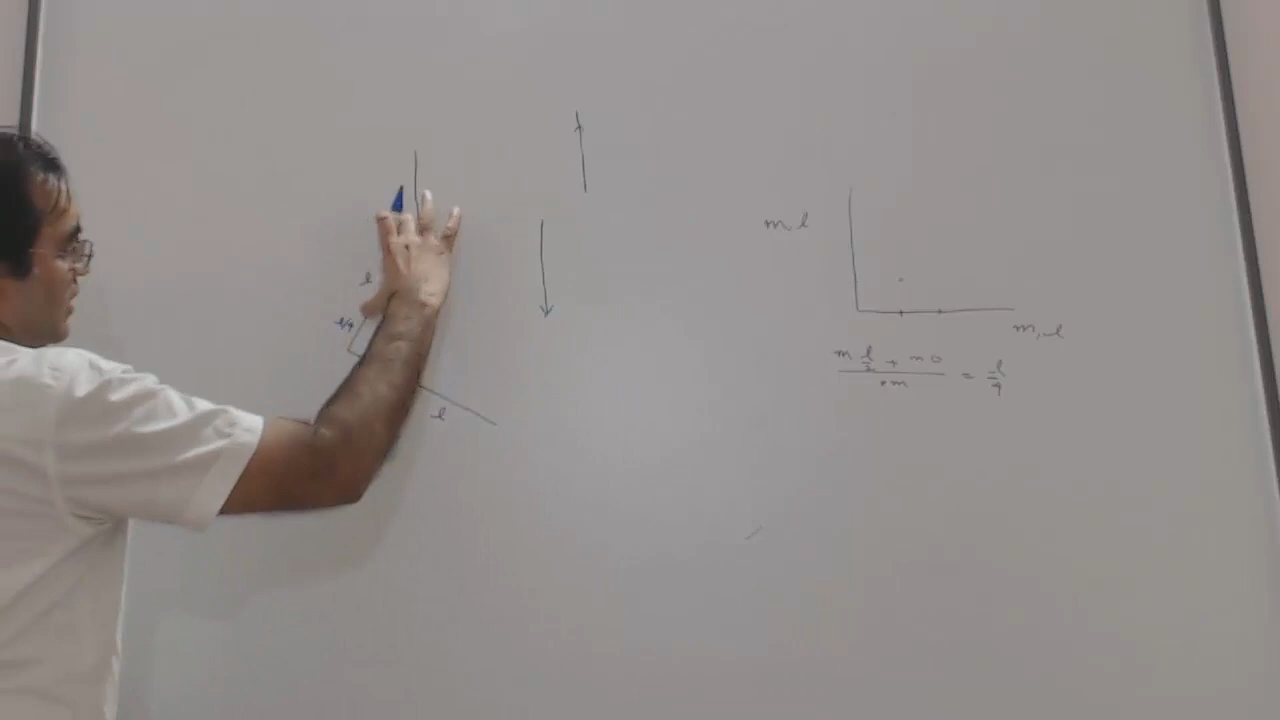 l
l/4
l
m, l
m, l
(m l/2 + m 0) / 2m = l/4